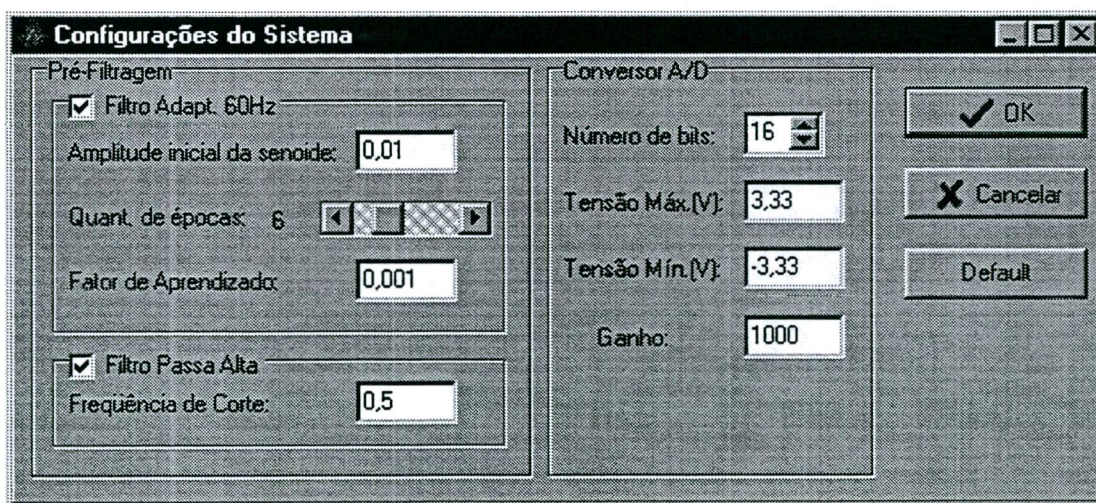 Configurações do Sistema
Pré-Filtragem
Filtro Adapt. 60Hz
Amplitude inicial da senoide: 0,01
Quant. de épocas: 6
Fator de Aprendizado: 0,001
Filtro Passa Alta
Freqüência de Corte: 0,5
Conversor A/D
Número de bits: 16
Tensão Máx.(V): 3,33
Tensão Mín.(V): -3,33
Ganho: 1000
OK
Cancelar
Default